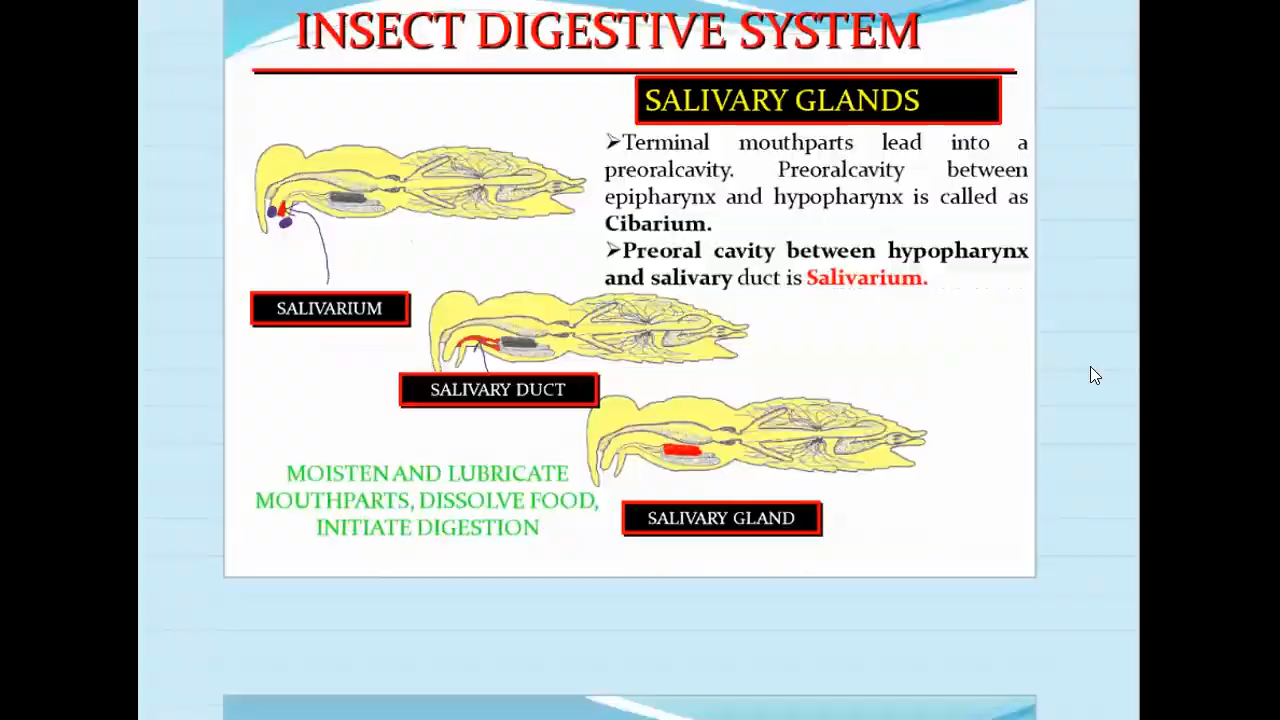 INSECT DIGESTIVE SYSTEM
SALIVARY GLANDS
➢Terminal mouthparts lead into a
preoralcavity. Preoralcavity between
epipharynx and hypopharynx is called as
Cibarium.
➢Preoral cavity between hypopharynx
and salivary duct is Salivarium.
SALIVARIUM
SALIVARY DUCT
MOISTEN AND LUBRICATE
MOUTHPARTS, DISSOLVE FOOD,
INITIATE DIGESTION
SALIVARY GLAND